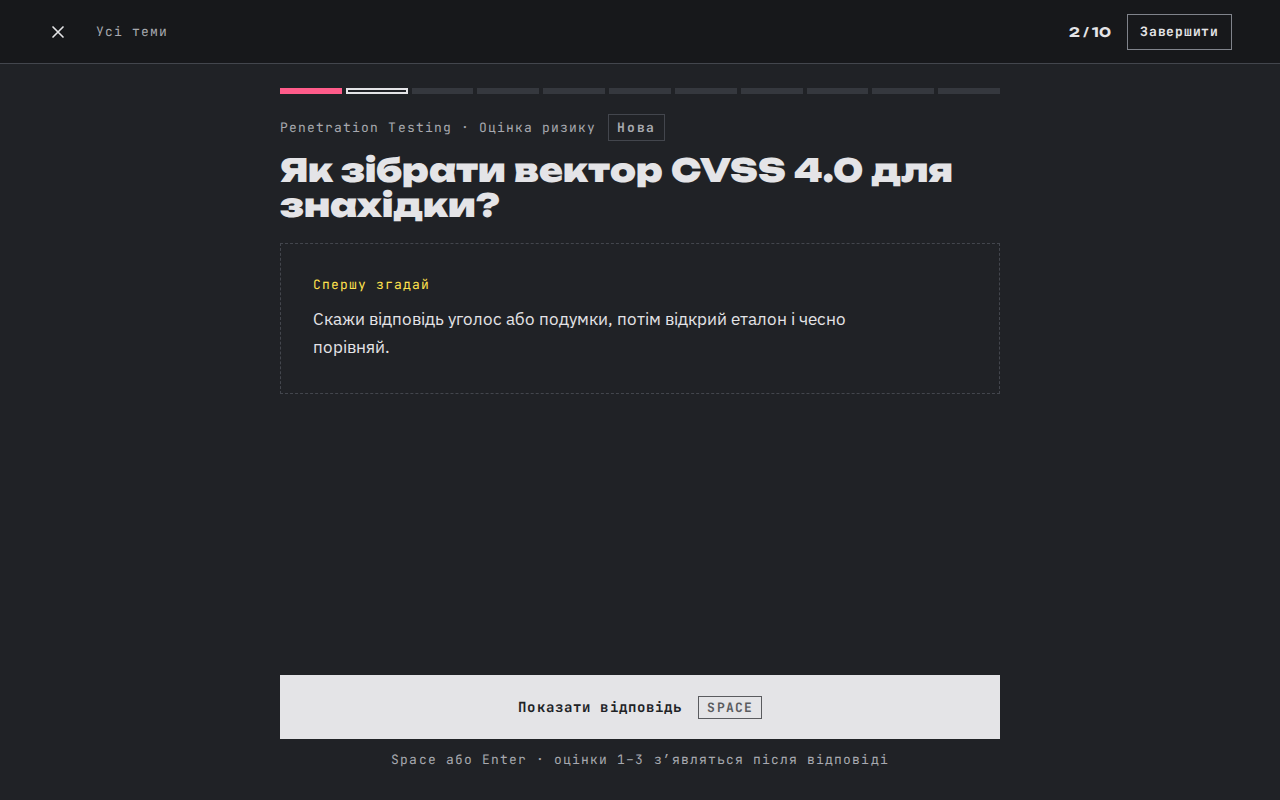 Усі теми
2/10
Завершити
Penetration Testing · Оцінка ризику
Нова
Як зібрати вектор CVSS 4.0 для
знахідки?
Спершу згадай
Скажи відповідь уголос або подумки, потім відкрий еталон і чесно
порівняй.
Показати відповідь SPACE
Space або Enter · оцінки 1–3 зʼявляться після відповіді